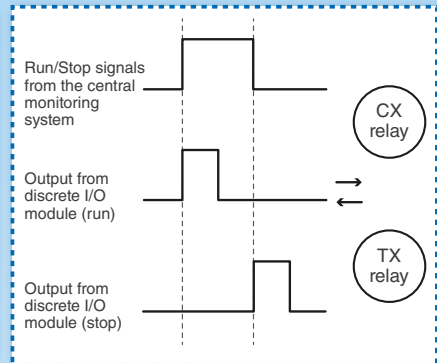 Run/Stop signals
from the central
monitoring
system
CX
relay
Output from
discrete I/O
module (run)
TX
relay
Output from
discrete I/O
module (stop)